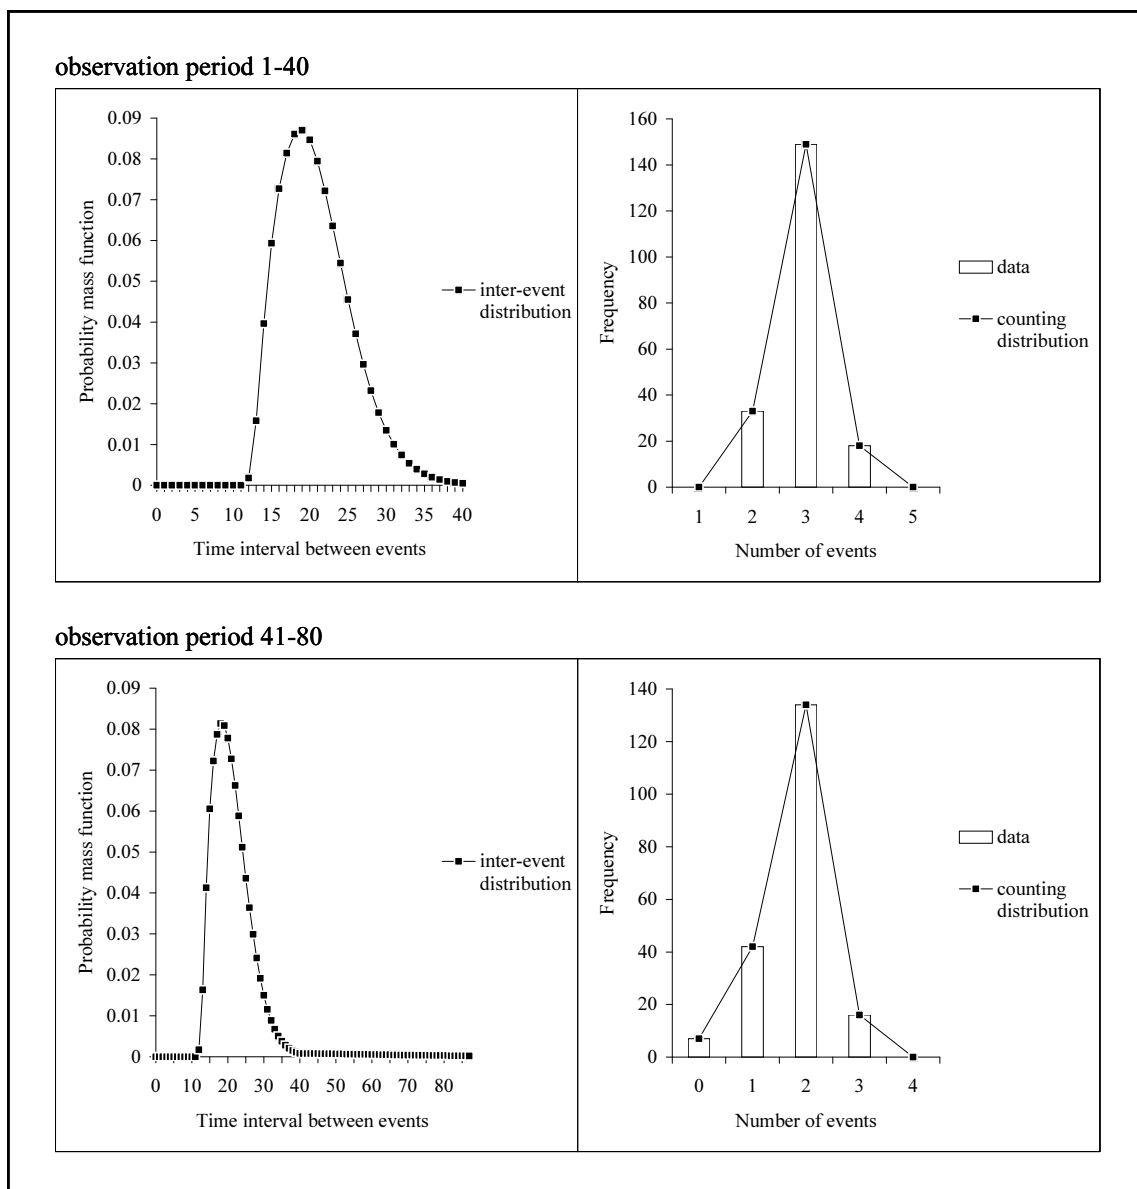 observation period 1-40
0.09
0.08
0.07
0.06
0.05
0.04
0.03
0.02
0.01
0
Probability mass function
0 5 10 15 20 25 30 35 40
Time interval between events
inter-event
distribution
160
140
120
100
80
60
40
20
0
Frequency
1 2 3 4 5
Number of events
data
counting
distribution
observation period 41-80
0.09
0.08
0.07
0.06
0.05
0.04
0.03
0.02
0.01
0
Probability mass function
0 10 20 30 40 50 60 70 80
Time interval between events
inter-event
distribution
140
120
100
80
60
40
20
0
Frequency
0 1 2 3 4
Number of events
data
counting
distribution